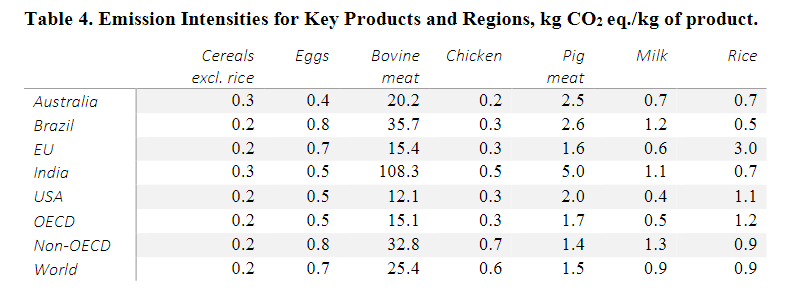 Table 4. Emission Intensities for Key Products and Regions, kg CO₂ eq./kg of product.
Cereals excl. rice Eggs Bovine meat Chicken Pig meat Milk Rice
Australia 0.3 0.4 20.2 0.2 2.5 0.7 0.7
Brazil 0.2 0.8 35.7 0.3 2.6 1.2 0.5
EU 0.2 0.7 15.4 0.3 1.6 0.6 3.0
India 0.3 0.5 108.3 0.5 5.0 1.1 0.7
USA 0.2 0.5 12.1 0.3 2.0 0.4 1.1
OECD 0.2 0.5 15.1 0.3 1.7 0.5 1.2
Non-OECD 0.2 0.8 32.8 0.7 1.4 1.3 0.9
World 0.2 0.7 25.4 0.6 1.5 0.9 0.9